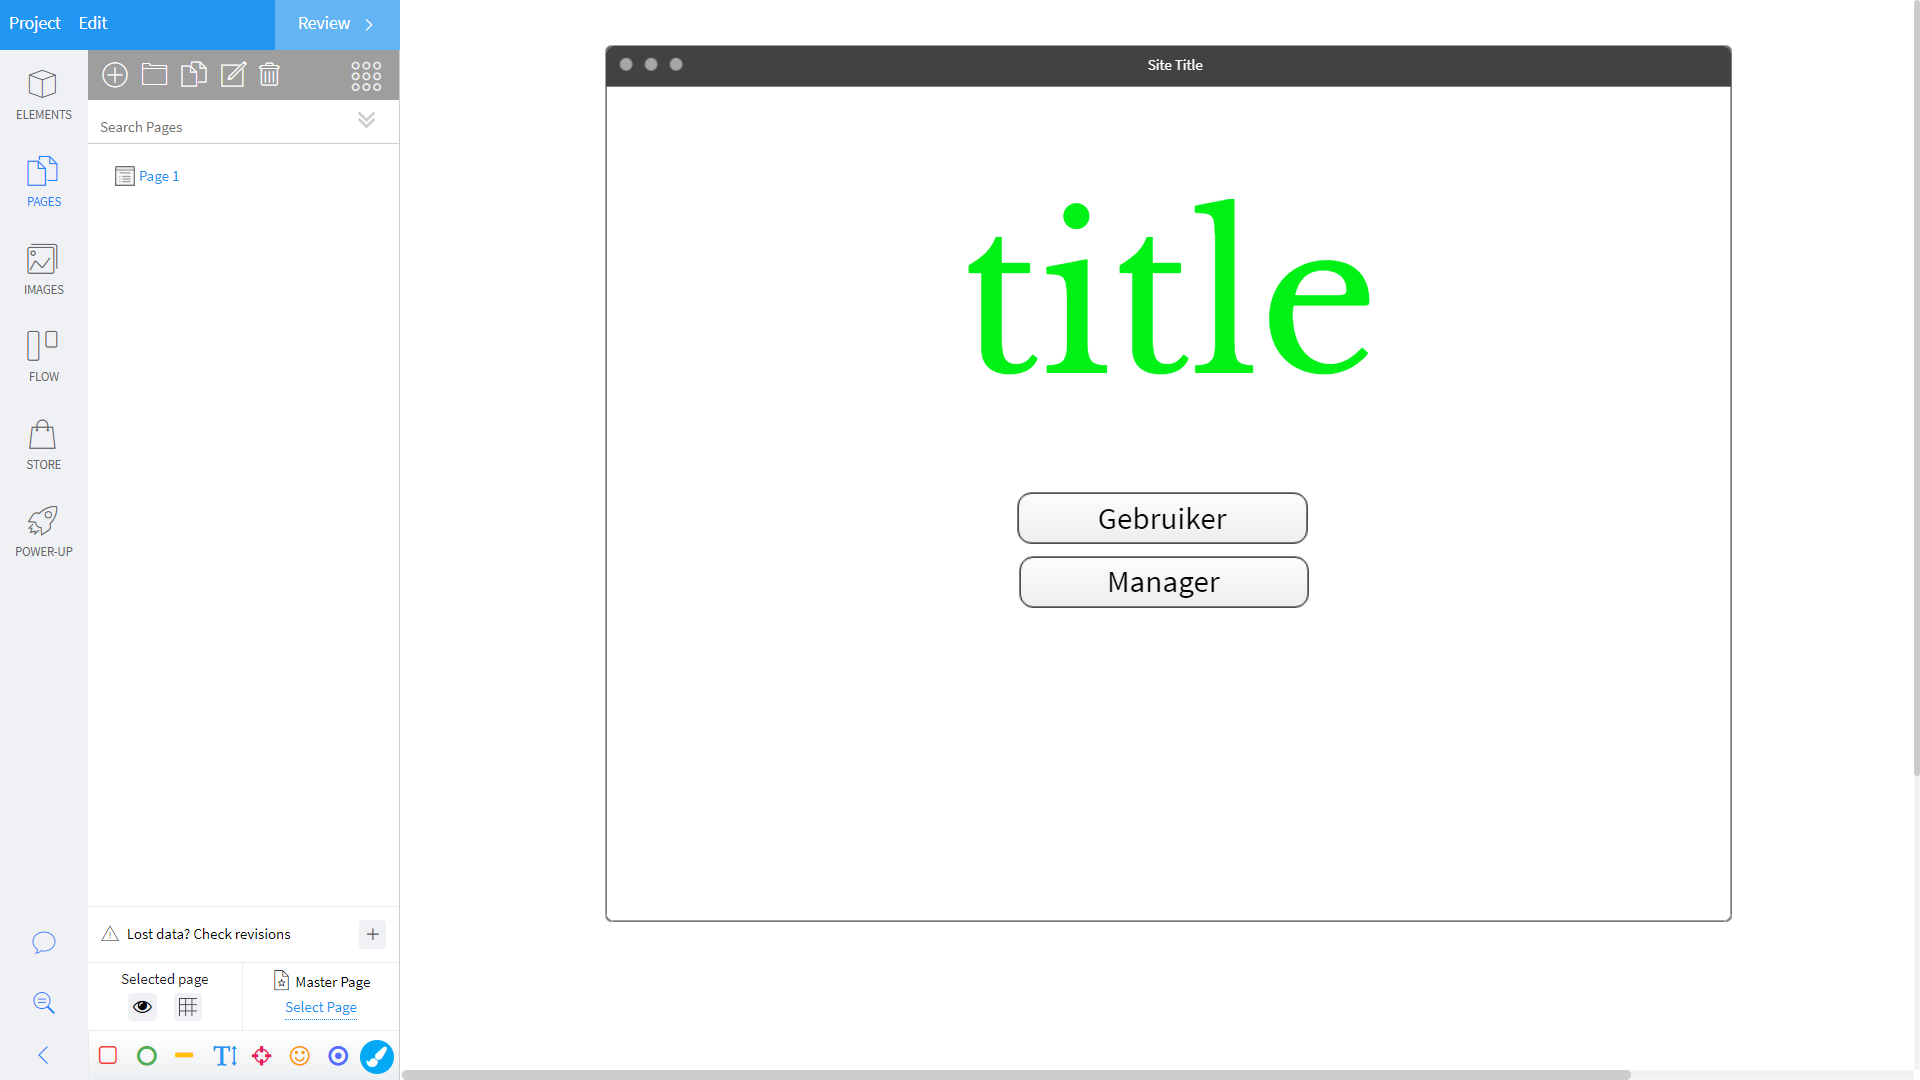 Project Edit Review
ELEMENTS
PAGES
IMAGES
FLOW
STORE
POWER-UP
Search Pages
Page 1
Lost data? Check revisions
Selected page
Master Page
Select Page
T
Site Title
title
Gebruiker
Manager